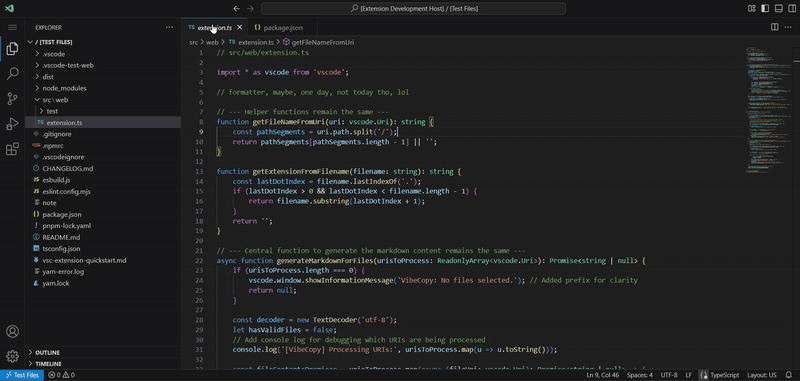 [Extension Development Host] / [Test Files]
EXPLORER
/ [TEST FILES]
.vscode
.vscode-test-web
dist
node_modules
src\web
test
extension.ts
.gitignore
.npmrc
.vscodeignore
CHANGELOG.md
esbuild.js
eslint.config.mjs
note
package.json
pnpm-lock.yaml
README.md
tsconfig.json
vsc-extension-quickstart.md
yarn-error.log
yarn.lock
OUTLINE
TIMELINE
TS extension.ts
package.json
src > web > TS extension.ts > getFileNameFromUri
1 // src/web/extension.ts
2
3 import * as vscode from 'vscode';
4
5 // formatter, maybe, one day, not today tho, lol
6
7 // --- Helper functions remain the same ---
8 function getFileNameFromUri(uri: vscode.Uri): string {
9 const pathSegments = uri.path.split('/');
10 return pathSegments[pathSegments.length - 1] || '';
11 }
12
13 function getExtensionFromFilename(filename: string): string {
14 const lastDotIndex = filename.lastIndexOf('.');
15 if (lastDotIndex > 0 && lastDotIndex < filename.length - 1) {
16 return filename.substring(lastDotIndex + 1);
17 }
18 return '';
19 }
20
21 // --- Central function to generate the markdown content remains the same ---
22 async function generateMarkdownForFiles(urisToProcess: ReadonlyArray<vscode.Uri>): Promise<string | null> {
23 if (urisToProcess.length === 0) {
24 vscode.window.showInformationMessage('VibeCopy: No files selected.'); // Added prefix for clarity
25 return null;
26 }
27
28 const decoder = new TextDecoder('utf-8');
29 let hasValidFiles = false;
30 // Add console log for debugging which URIs are being processed
31 console.log('[VibeCopy] Processing URIs:', urisToProcess.map(u => u.toString()));
32
Test Files
0 0
Ln 9, Col 46
Spaces: 4
UTF-8
LF
TypeScript
Layout: US